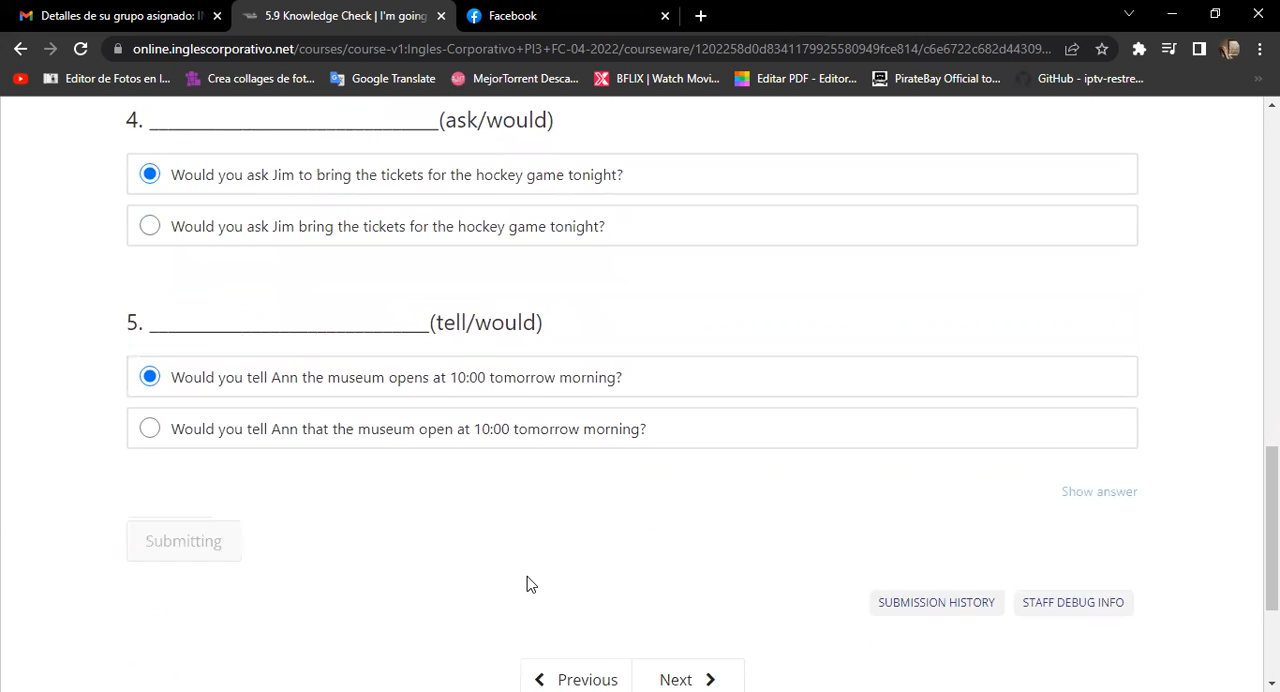 Detalles de su grupo asignado: I
5.9 Knowledge Check | I'm going
Facebook
online.inglescorporativo.net/courses/course-v1:Ingles-Corporativo+PI3+FC-04-2022/courseware/1202258d0d8341179925580949fce814/c6e6722c682d44309...
Editor de Fotos en l...
Crea collages de fot...
Google Translate
MejorTorrent Desca...
BFLIX | Watch Movi...
Editar PDF - Editor...
PirateBay Official to...
GitHub - iptv-restre...
4. ______________________________(ask/would)
Would you ask Jim to bring the tickets for the hockey game tonight?
Would you ask Jim bring the tickets for the hockey game tonight?
5. _____________________________(tell/would)
Would you tell Ann the museum opens at 10:00 tomorrow morning?
Would you tell Ann that the museum open at 10:00 tomorrow morning?
Show answer
Submitting
SUBMISSION HISTORY
STAFF DEBUG INFO
Previous
Next